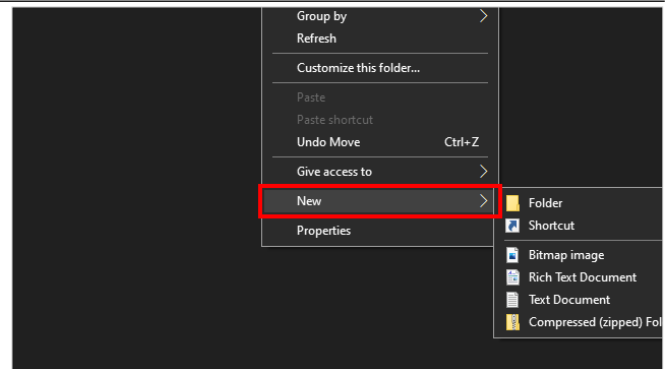 Group by
Refresh
Customize this folder...
Paste
Paste shortcut
Undo Move Ctrl+Z
Give access to
New
Properties
Folder
Shortcut
Bitmap image
Rich Text Document
Text Document
Compressed (zipped) Fol